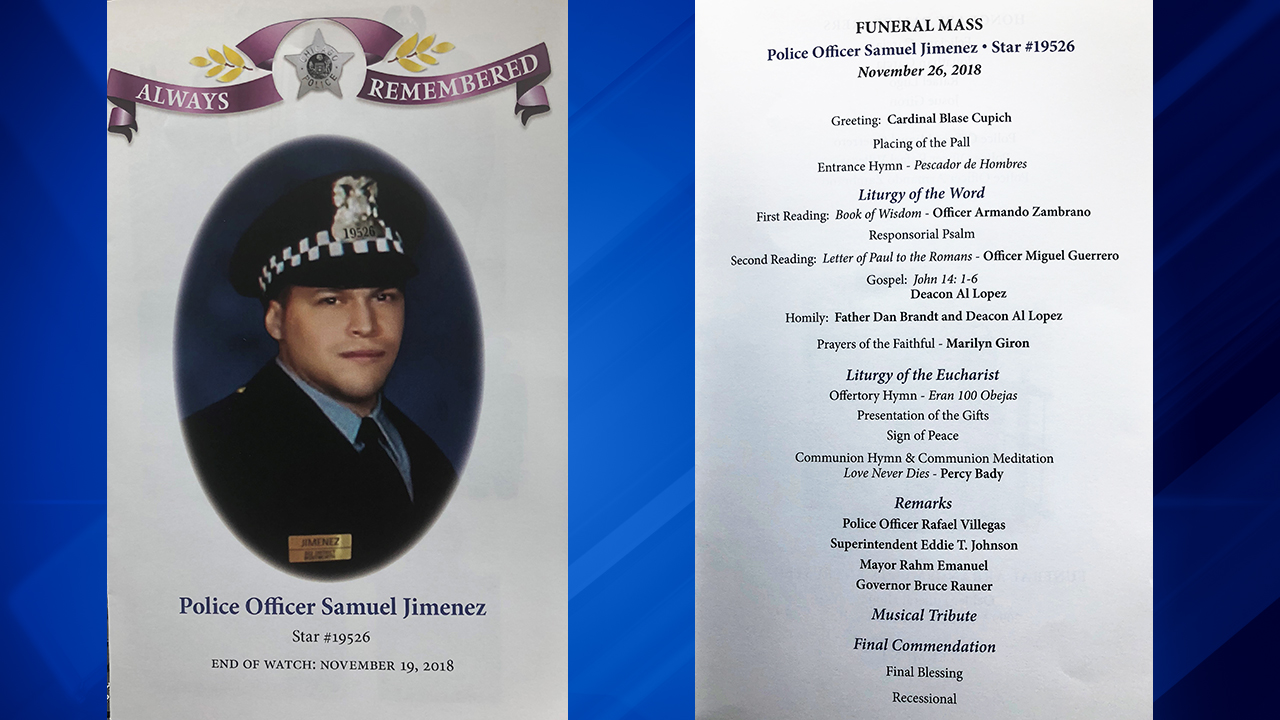 ALWAYS
REMEMBERED
CHICAGO
POLICE
19526
JIMENEZ
Police Officer Samuel Jimenez
Star #19526
END OF WATCH: NOVEMBER 19, 2018
FUNERAL MASS
Police Officer Samuel Jimenez • Star #19526
November 26, 2018
Greeting: Cardinal Blase Cupich
Placing of the Pall
Entrance Hymn - Pescador de Hombres
Liturgy of the Word
First Reading: Book of Wisdom - Officer Armando Zambrano
Responsorial Psalm
Second Reading: Letter of Paul to the Romans - Officer Miguel Guerrero
Gospel: John 14: 1-6
Deacon Al Lopez
Homily: Father Dan Brandt and Deacon Al Lopez
Prayers of the Faithful - Marilyn Giron
Liturgy of the Eucharist
Offertory Hymn - Eran 100 Obejas
Presentation of the Gifts
Sign of Peace
Communion Hymn & Communion Meditation
Love Never Dies - Percy Bady
Remarks
Police Officer Rafael Villegas
Superintendent Eddie T. Johnson
Mayor Rahm Emanuel
Governor Bruce Rauner
Musical Tribute
Final Commendation
Final Blessing
Recessional